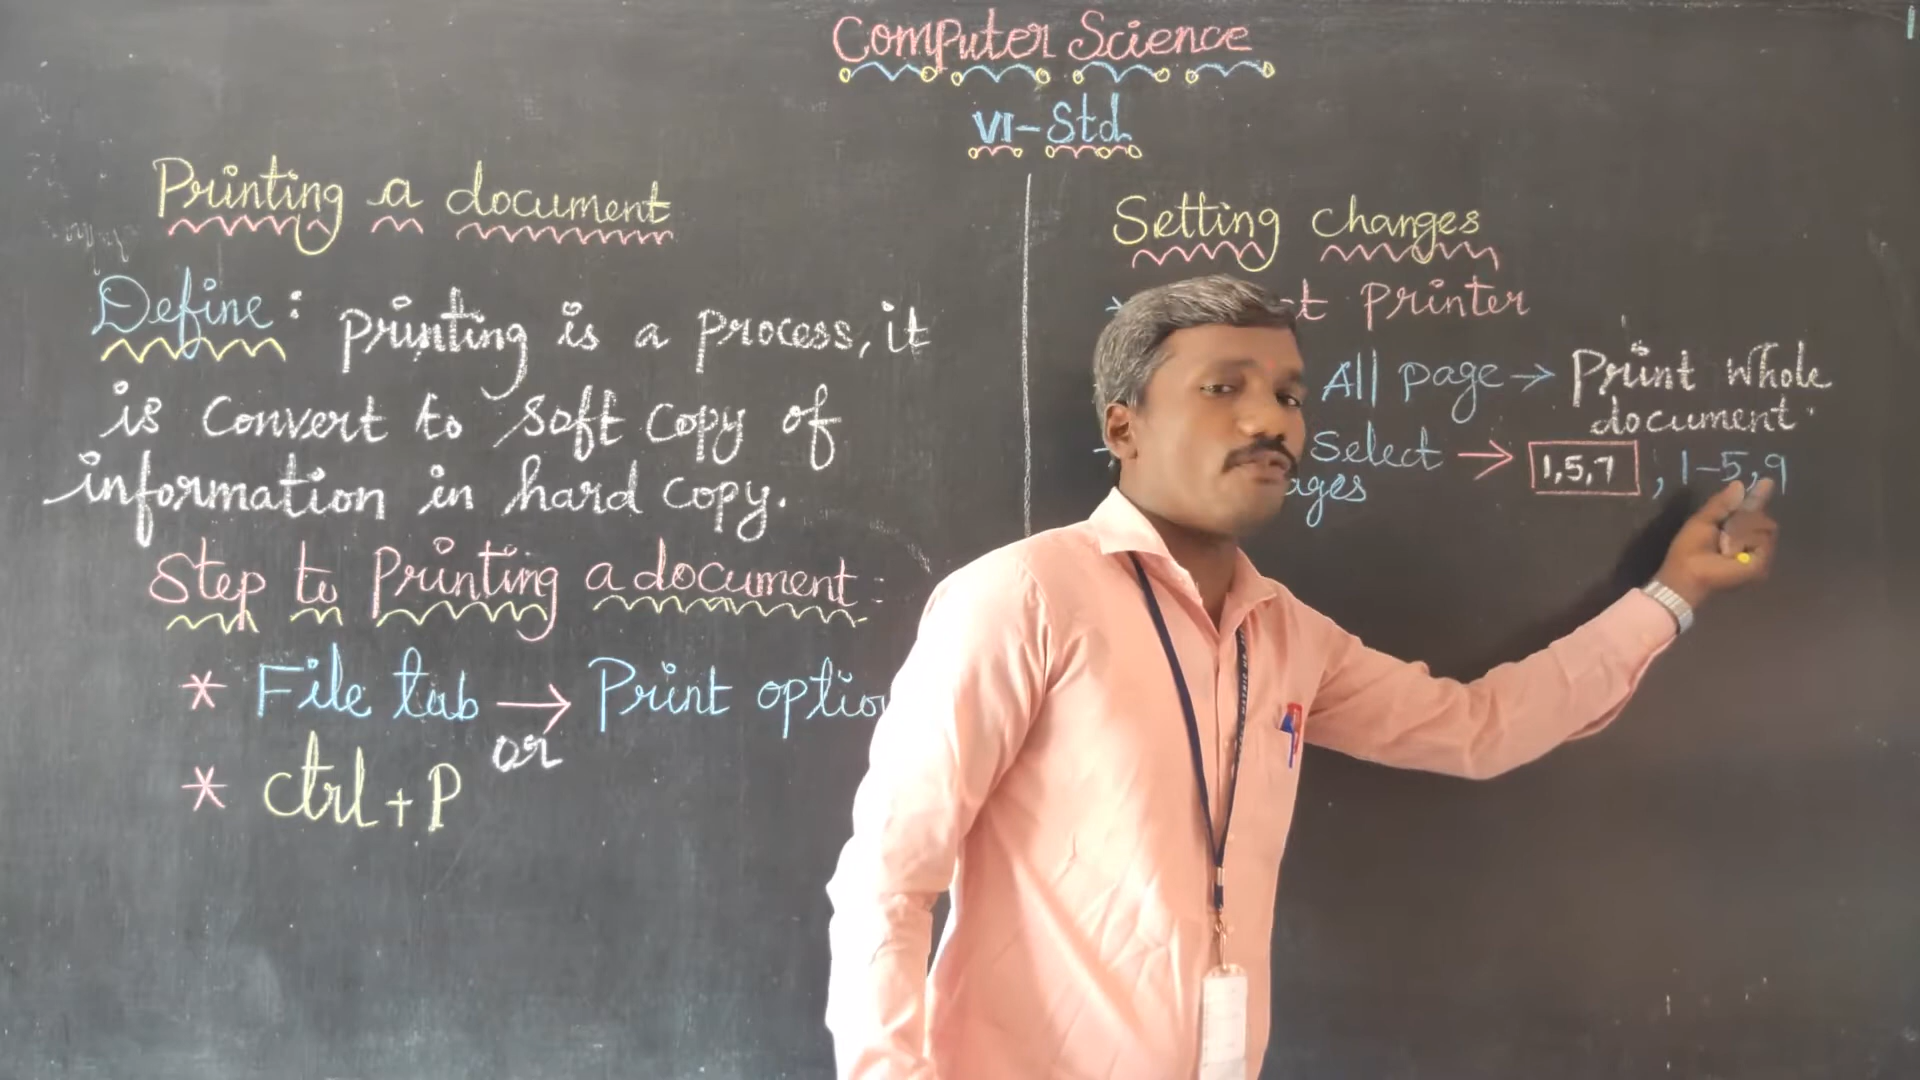 Computer Science
VI-Std
Printing a document
Define: Printing is a process, it
is convert to soft copy of
information in hard copy.
Step to Printing a document:
* File tab → Print optio
or
* ctrl+P
Setting changes
t Printer
All page → Print whole
document.
Select → 1,5,7 , 1-5,9
ages